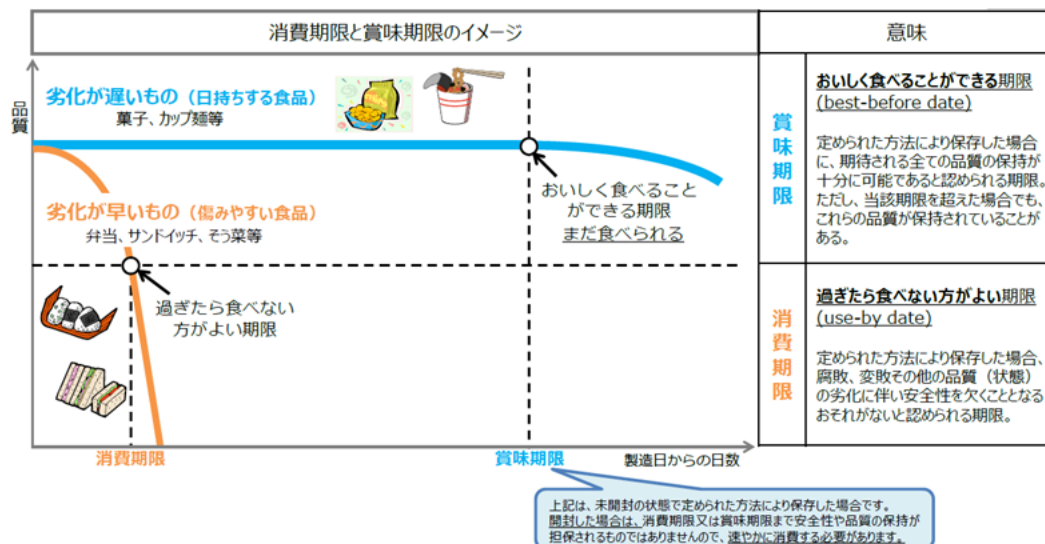 消費期限と賞味期限のイメージ
意味
品質
劣化が遅いもの（日持ちする食品）
菓子、カップ麺等
おいしく食べること
ができる期限
まだ食べられる
劣化が早いもの（傷みやすい食品）
弁当、サンドイッチ、そう菜等
過ぎたら食べない
方がよい期限
消費期限
賞味期限
製造日からの日数
賞味期限
おいしく食べることができる期限
(best-before date)
定められた方法により保存した場合
に、期待される全ての品質の保持が
十分に可能であると認められる期限。
ただし、当該期限を超えた場合でも、
これらの品質が保持されていることが
ある。
消費期限
過ぎたら食べない方がよい期限
(use-by date)
定められた方法により保存した場合、
腐敗、変敗その他の品質（状態）
の劣化に伴い安全性を欠くこととなる
おそれがないと認められる期限。
上記は、未開封の状態で定められた方法により保存した場合です。
開封した場合は、消費期限又は賞味期限まで安全性や品質の保持が
担保されるものではありませんので、速やかに消費する必要があります。